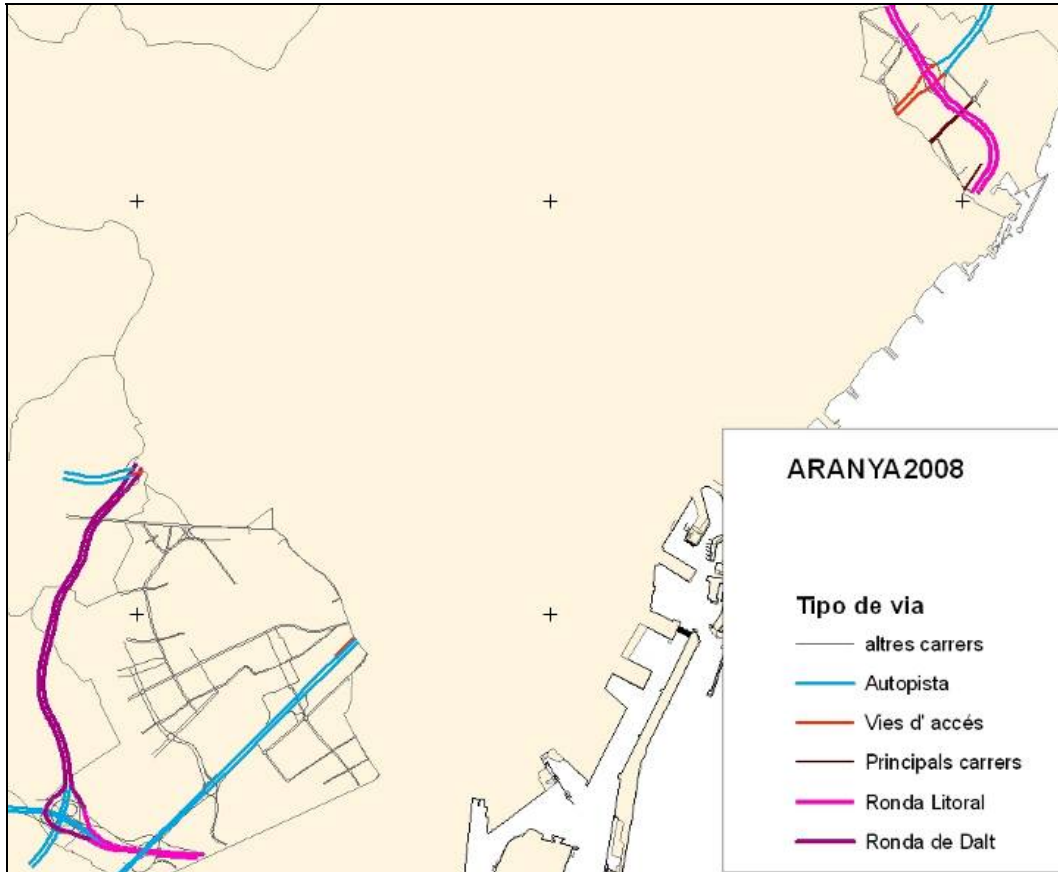 ARANYA2008
Tipo de via
altres carrers
Autopista
Vies d' accés
Principals carrers
Ronda Litoral
Ronda de Dalt